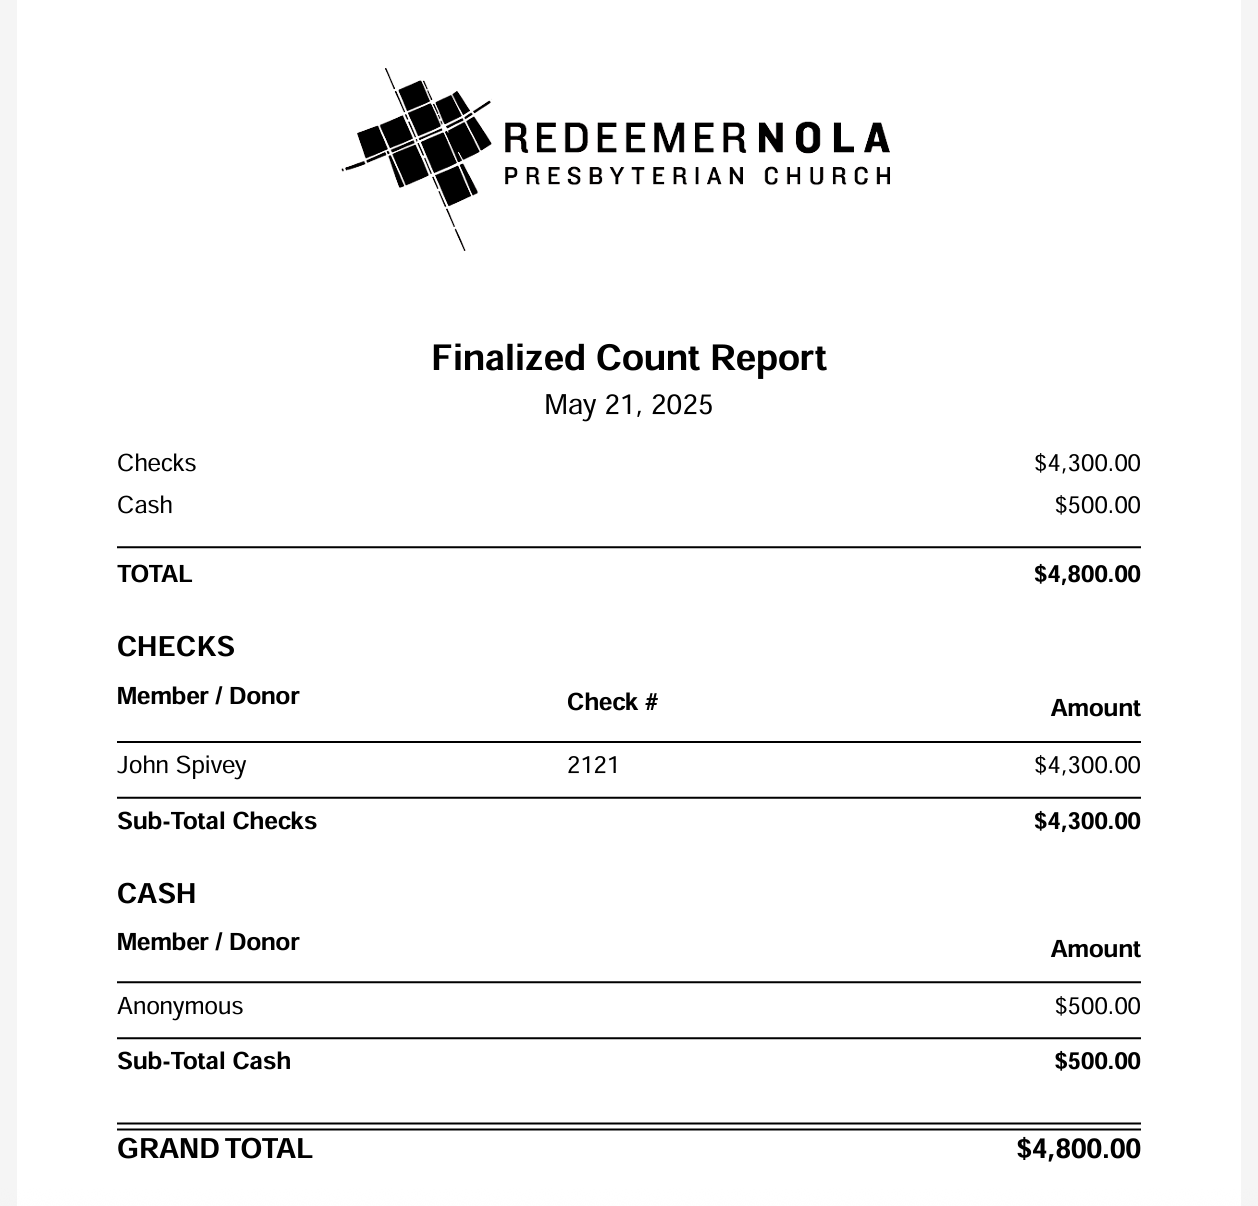 REDEEMERNOLA
PRESBYTERIAN CHURCH
Finalized Count Report
May 21, 2025
Checks $4,300.00
Cash $500.00
TOTAL $4,800.00
CHECKS
Member / Donor Check # Amount
John Spivey 2121 $4,300.00
Sub-Total Checks $4,300.00
CASH
Member / Donor Amount
Anonymous $500.00
Sub-Total Cash $500.00
GRAND TOTAL $4,800.00